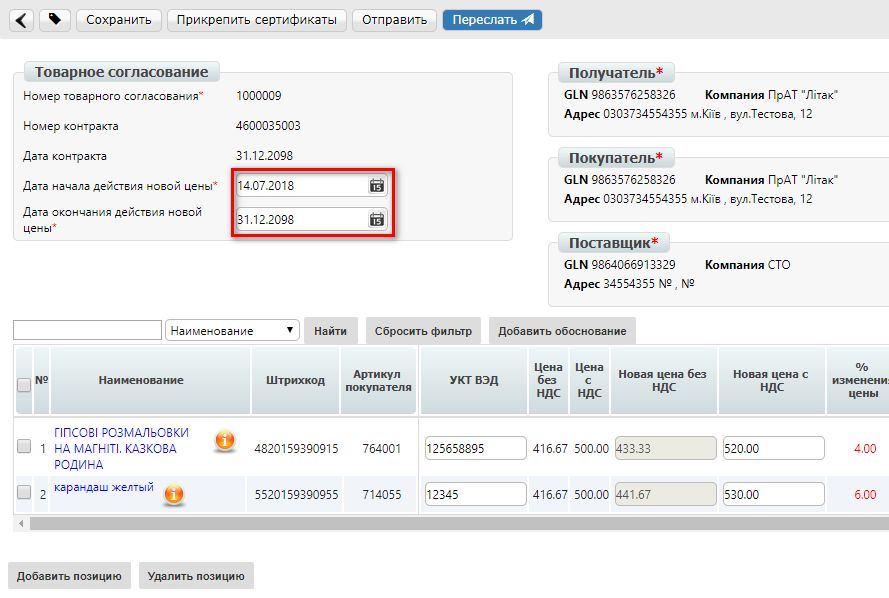 Сохранить Прикрепить сертификаты Отправить Переслать
Товарное согласование
Номер товарного согласования* 1000009
Номер контракта 4600035003
Дата контракта 31.12.2098
Дата начала действия новой цены* 14.07.2018
Дата окончания действия новой
цены* 31.12.2098
Получатель*
GLN 9863576258326 Компания ПрАТ "Літак"
Адрес 0303734554355 м.Київ , вул.Тестова, 12
Покупатель*
GLN 9863576258326 Компания ПрАТ "Літак"
Адрес 0303734554355 м.Київ , вул.Тестова, 12
Поставщик*
GLN 9864066913329 Компания СТО
Адрес 34554355 № , №
Наименование Найти Сбросить фильтр Добавить обоснование
№ Наименование Штрихкод Артикул покупателя УКТ ВЭД Цена без НДС Цена с НДС Новая цена без НДС Новая цена с НДС % изменения цены
1 ГІПСОВІ РОЗМАЛЬОВКИ
НА МАГНІТІ. КАЗКОВА
РОДИНА
4820159390915 764001 125658895 416.67 500.00 433.33 520.00 4.00
2 карандаш желтый 5520159390955 714055 12345 416.67 500.00 441.67 530.00 6.00
Добавить позицию Удалить позицию